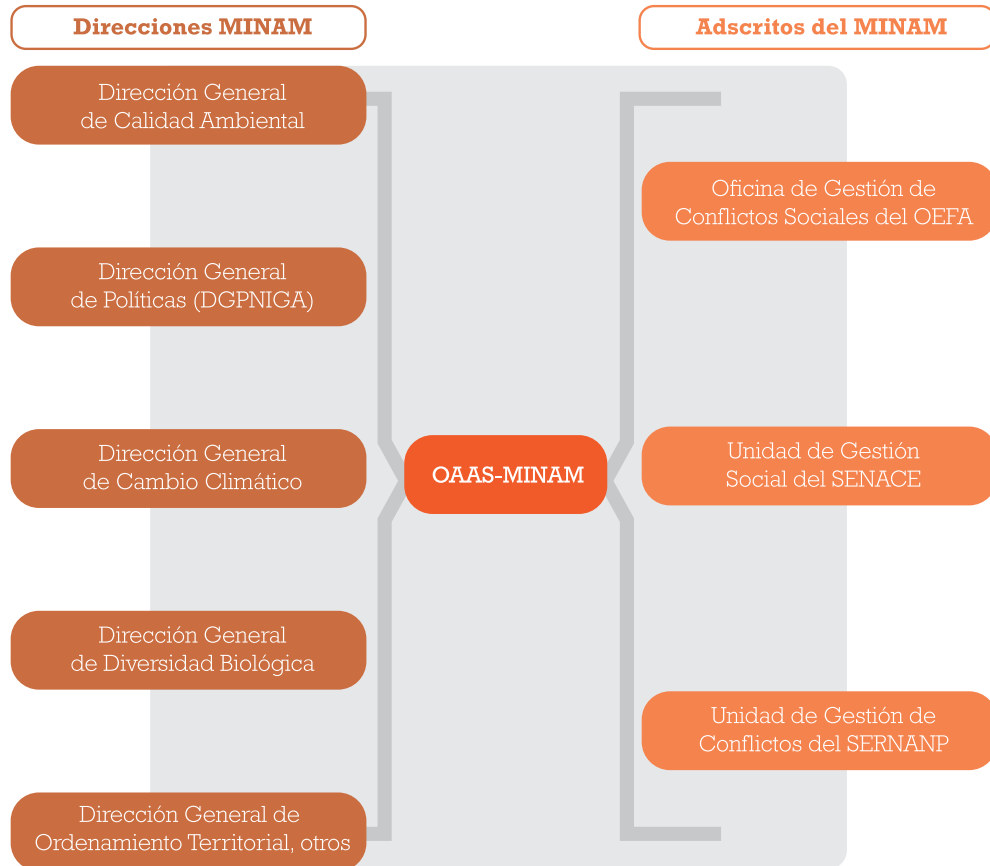 Direcciones MINAM
Dirección General
de Calidad Ambiental
Dirección General
de Políticas (DGPNIGA)
Dirección General
de Cambio Climático
Dirección General
de Diversidad Biológica
Dirección General de
Ordenamiento Territorial, otros
OAAS-MINAM
Adscritos del MINAM
Oficina de Gestión de
Conflictos Sociales del OEFA
Unidad de Gestión
Social del SENACE
Unidad de Gestión de
Conflictos del SERNANP